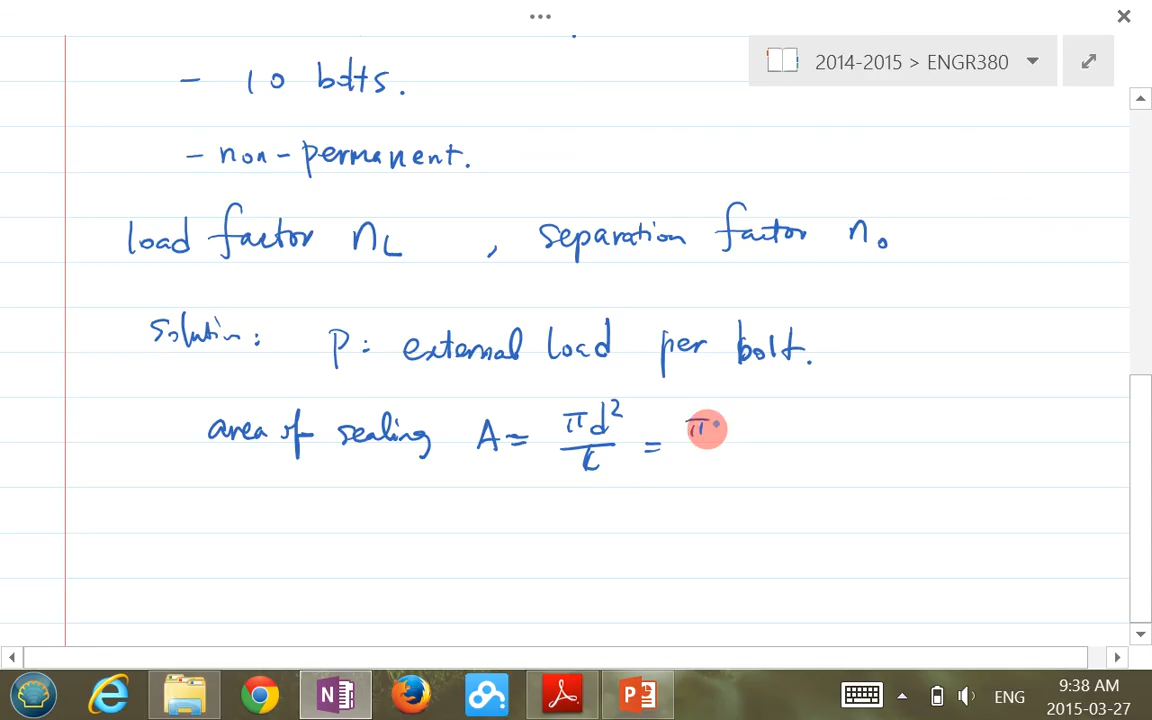 2014-2015 > ENGR380
- 10 bolts.
- non-permanent.
load factor nL , separation factor no
Solution: P: external load per bolt.
area of sealing A = πd²/4 = π·
ENG
9:38 AM
2015-03-27